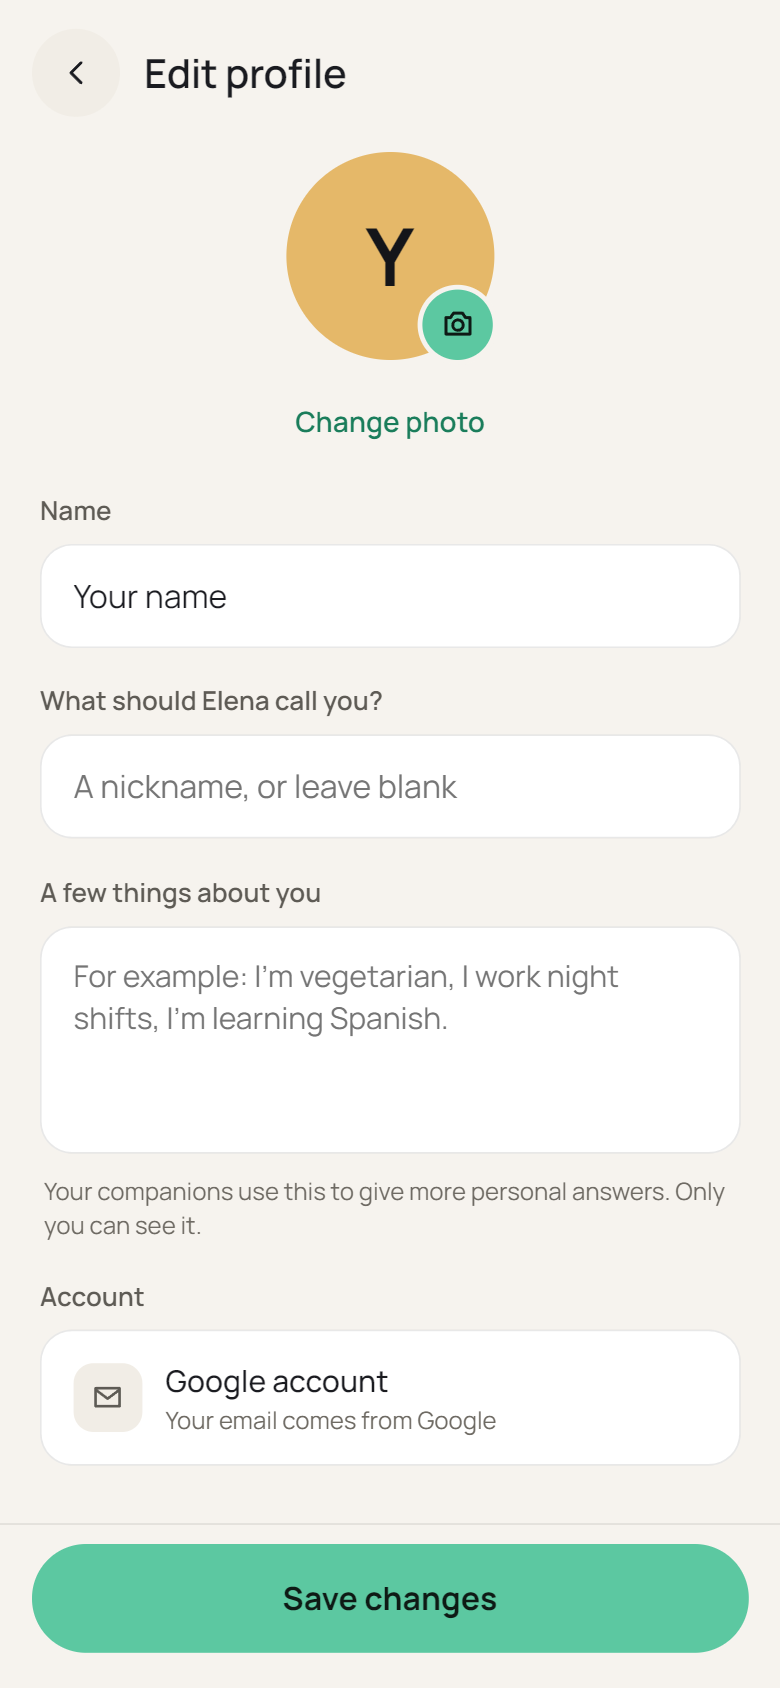 Edit profile
Y
Change photo
Name
Your name
What should Elena call you?
A nickname, or leave blank
A few things about you
For example: I’m vegetarian, I work night
shifts, I’m learning Spanish.
Your companions use this to give more personal answers. Only
you can see it.
Account
Google account
Your email comes from Google
Save changes